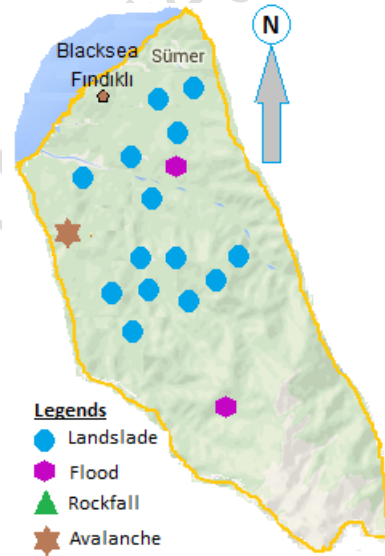 N
Blacksea
Sümer
Fındıklı
Legends
Landslade
Flood
Rockfall
Avalanche